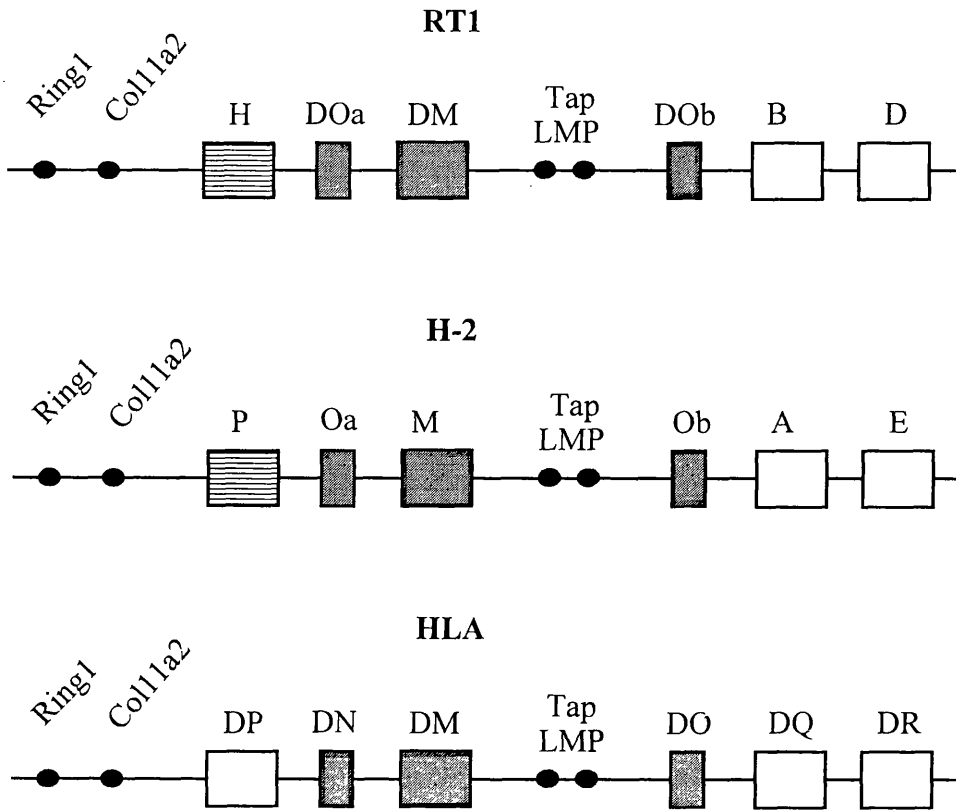 RT1
Ring1 Col11a2
Tap
H DOa DM LMP DOb B D
H-2
Ring1 Col11a2
Tap
P Oa M LMP Ob A E
HLA
Ring1 Col11a2
Tap
DP DN DM LMP DO DQ DR